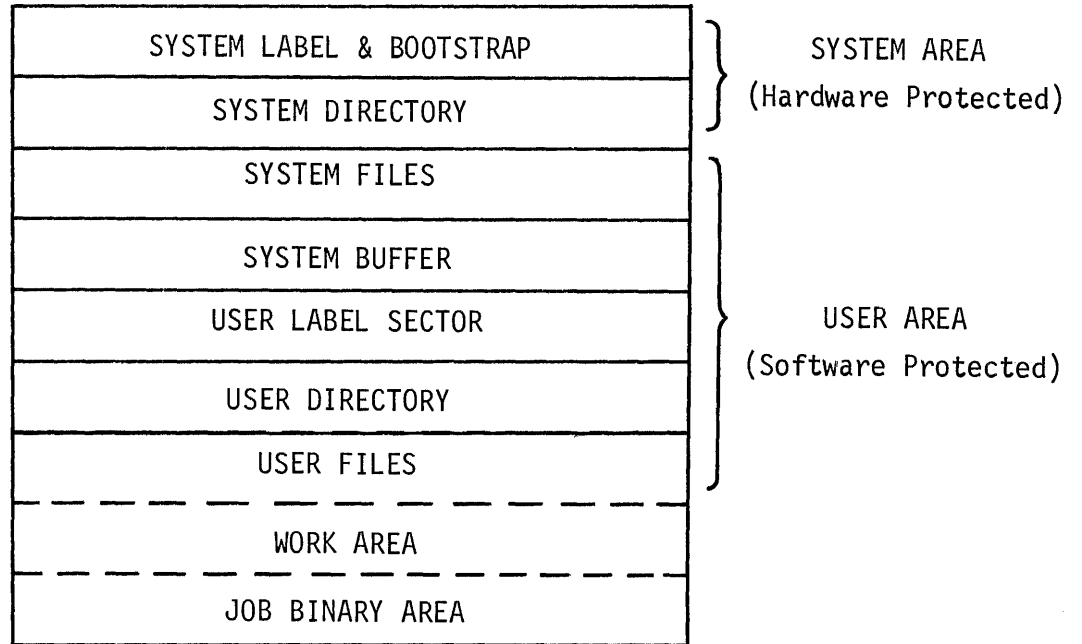 SYSTEM LABEL & BOOTSTRAP
SYSTEM DIRECTORY
SYSTEM FILES
SYSTEM BUFFER
USER LABEL SECTOR
USER DIRECTORY
USER FILES
WORK AREA
JOB BINARY AREA
SYSTEM AREA
(Hardware Protected)
USER AREA
(Software Protected)